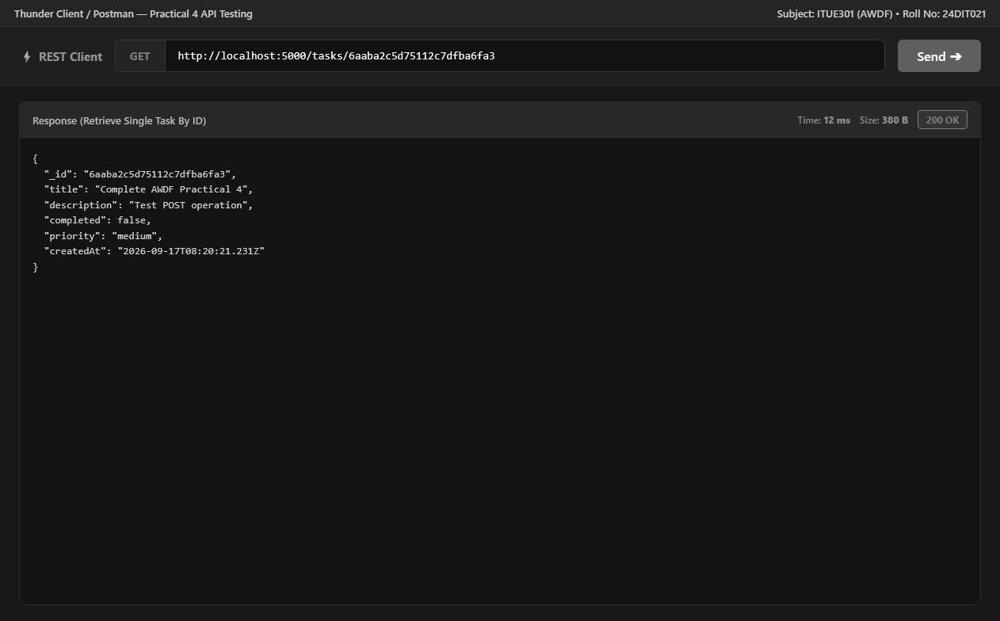 Thunder Client / Postman — Practical 4 API Testing
Subject: ITUE301 (AWDF) • Roll No: 24DIT021
REST Client
GET
http://localhost:5000/tasks/6aaba2c5d75112c7dfba6fa3
Send ➔
Response (Retrieve Single Task By ID)
Time: 12 ms Size: 380 B 200 OK
{
  "_id": "6aaba2c5d75112c7dfba6fa3",
  "title": "Complete AWDF Practical 4",
  "description": "Test POST operation",
  "completed": false,
  "priority": "medium",
  "createdAt": "2026-09-17T08:20:21.231Z"
}